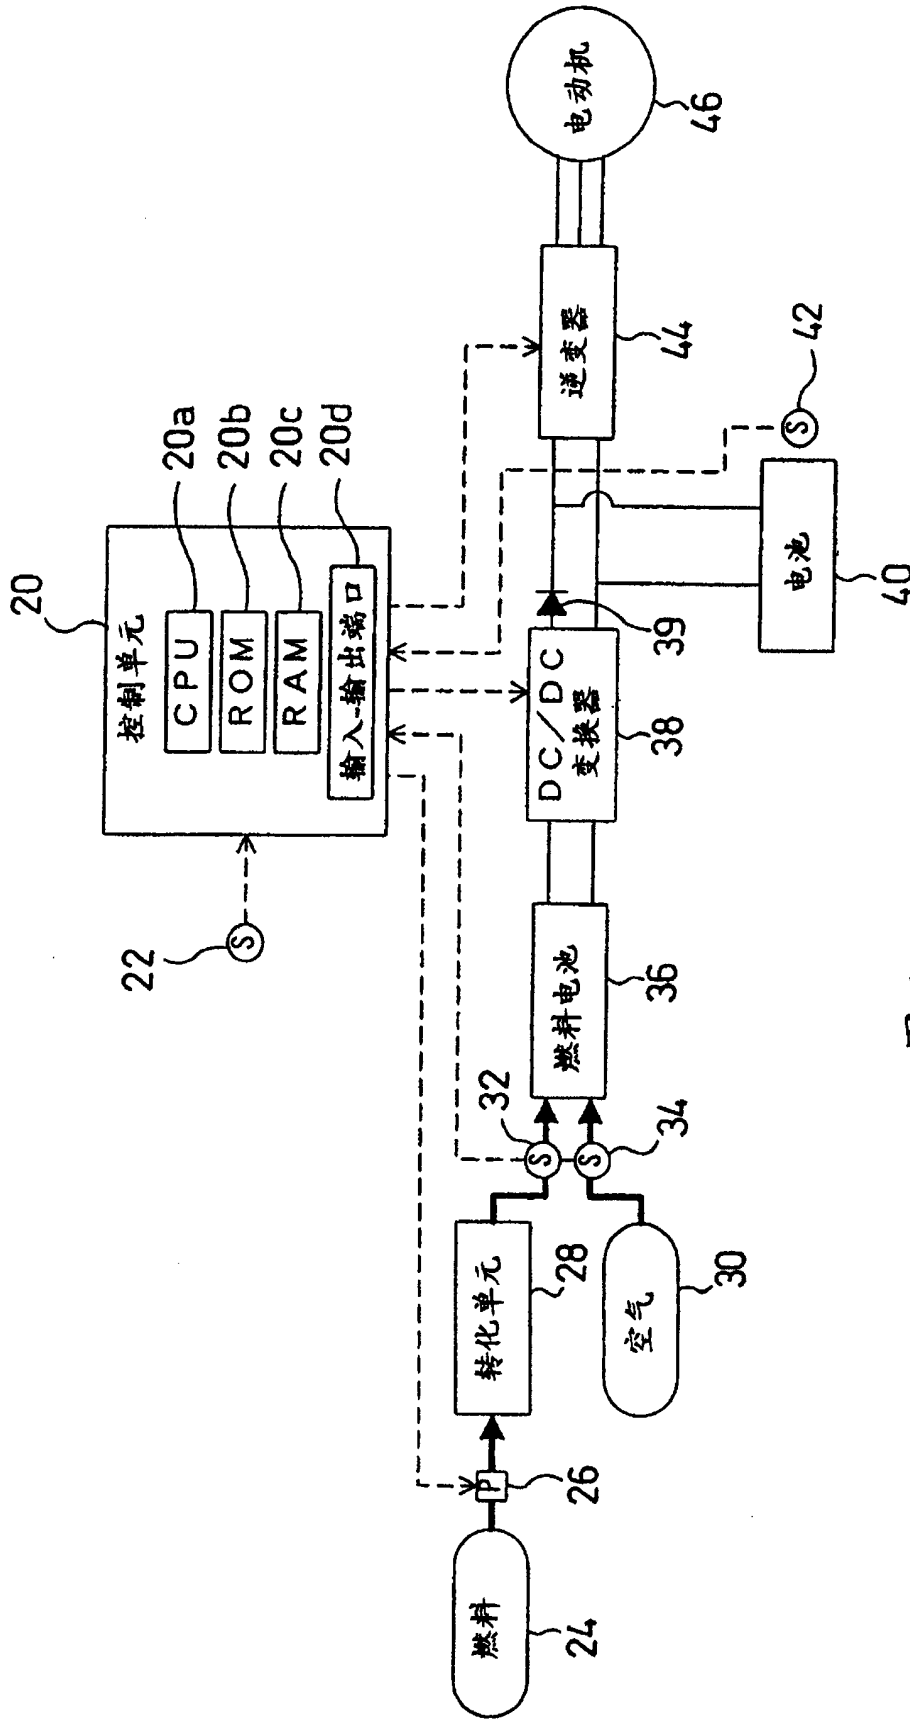 20
控制单元
CPU
20a
ROM
20b
RAM
20c
输入-输出端口
20d
22
S
燃料
24
P
26
转化单元
28
空气
30
S
32
S
34
燃料电池
36
DC/DC
变换器
38
39
电池
40
S
42
逆变器
44
电动机
46